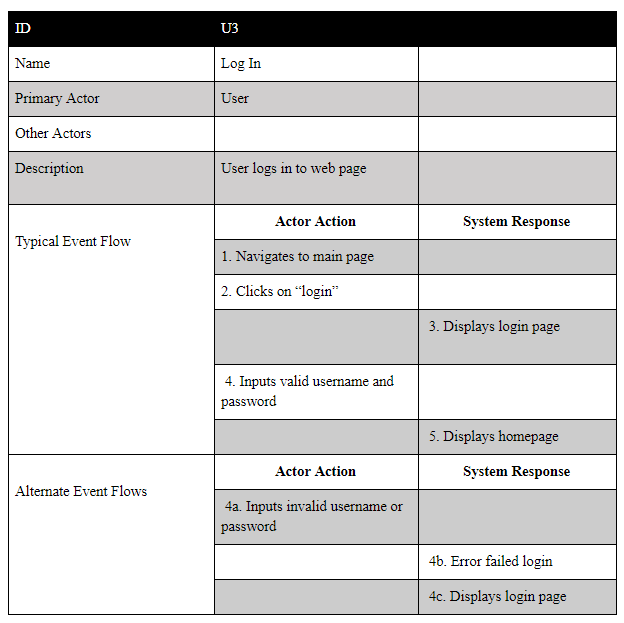 ID U3
Name Log In
Primary Actor User
Other Actors
Description User logs in to web page
Typical Event Flow
Actor Action System Response
1. Navigates to main page
2. Clicks on “login”
3. Displays login page
4. Inputs valid username and
password
5. Displays homepage
Alternate Event Flows
Actor Action System Response
4a. Inputs invalid username or
password
4b. Error failed login
4c. Displays login page